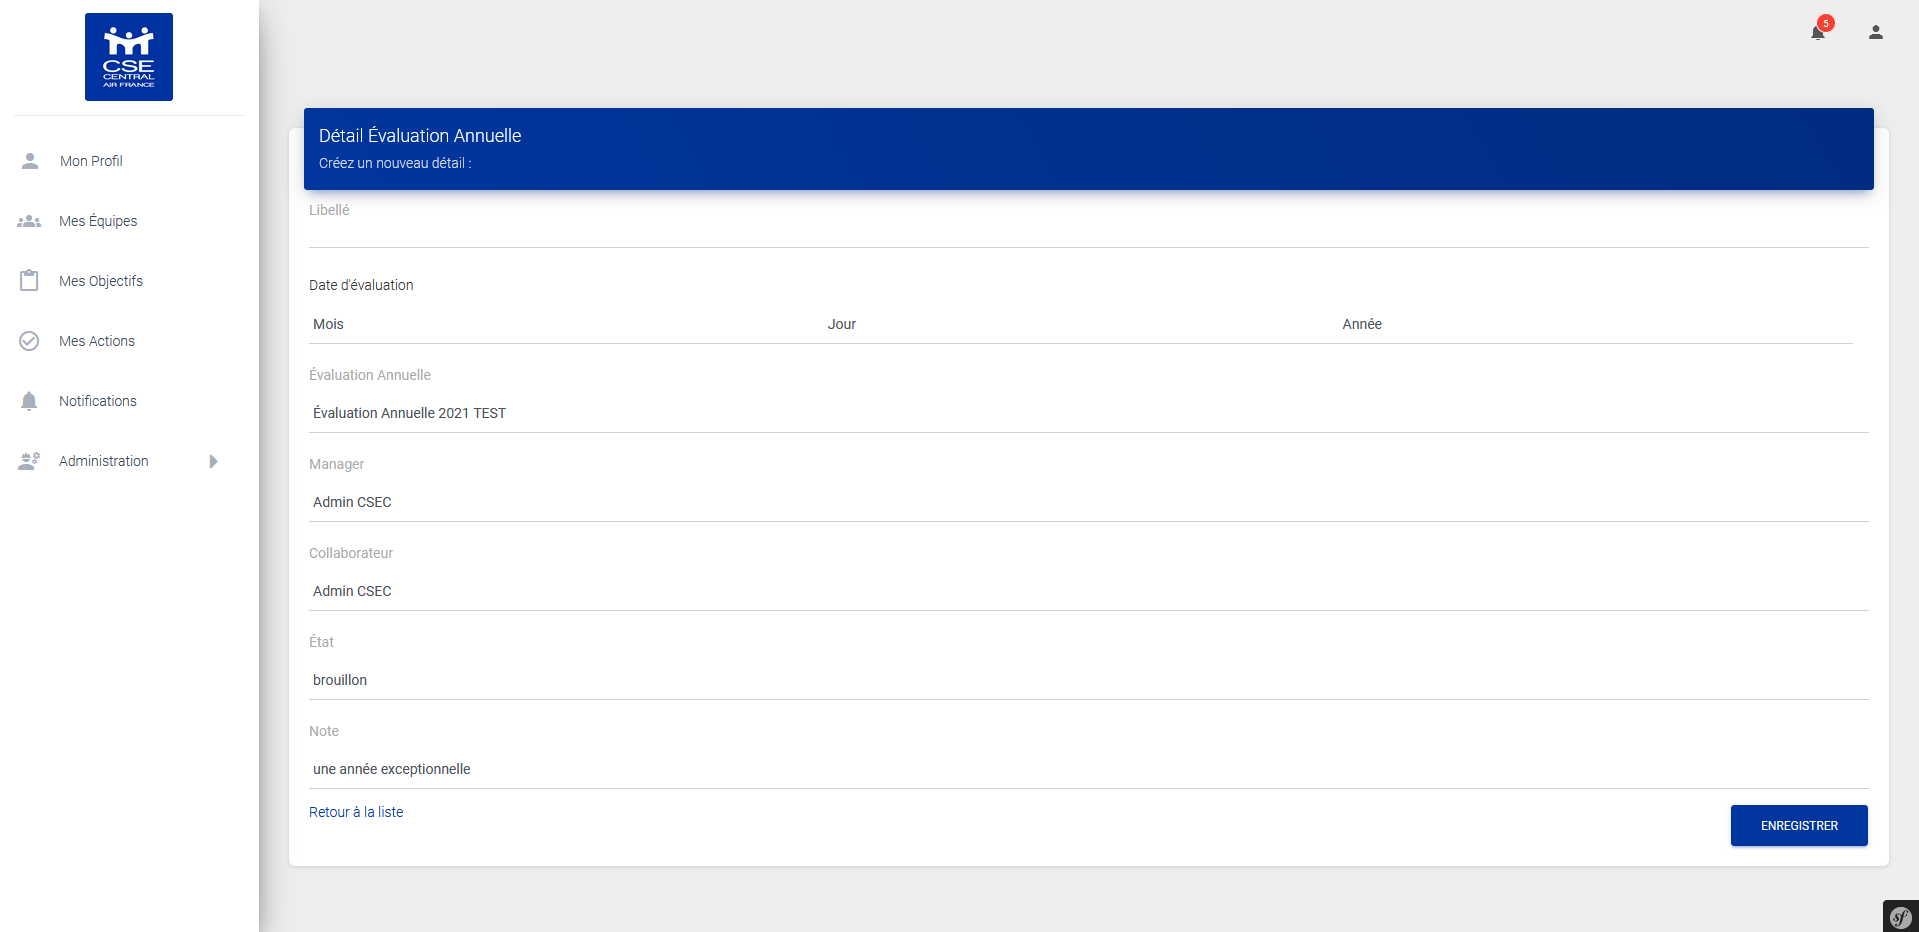 CSE
CENTRAL
AIR FRANCE
5
Mon Profil
Mes Équipes
Mes Objectifs
Mes Actions
Notifications
Administration
Détail Évaluation Annuelle
Créez un nouveau détail :
Libellé
Date d'évaluation
Mois Jour Année
Évaluation Annuelle
Évaluation Annuelle 2021 TEST
Manager
Admin CSEC
Collaborateur
Admin CSEC
État
brouillon
Note
une année exceptionnelle
Retour à la liste
ENREGISTRER
sf